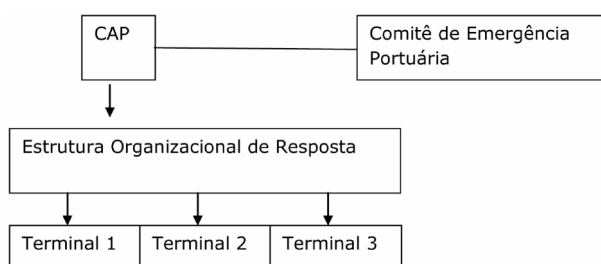 CAP
Comitê de Emergência
Portuária
Estrutura Organizacional de Resposta
Terminal 1
Terminal 2
Terminal 3